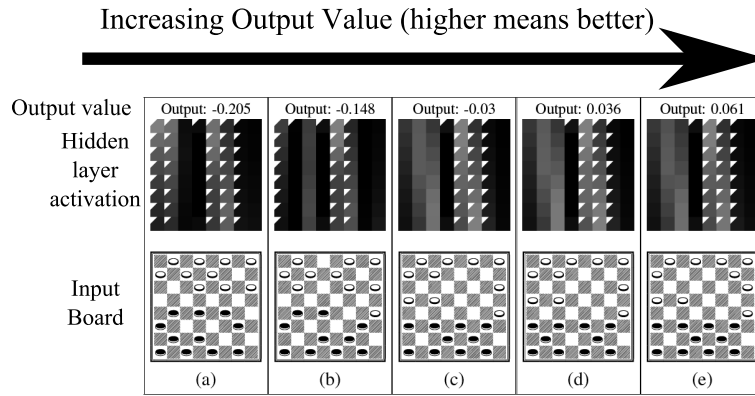 Increasing Output Value (higher means better)
Output value
Output: -0.205
Output: -0.148
Output: -0.03
Output: 0.036
Output: 0.061
Hidden
layer
activation
Input
Board
(a)
(b)
(c)
(d)
(e)